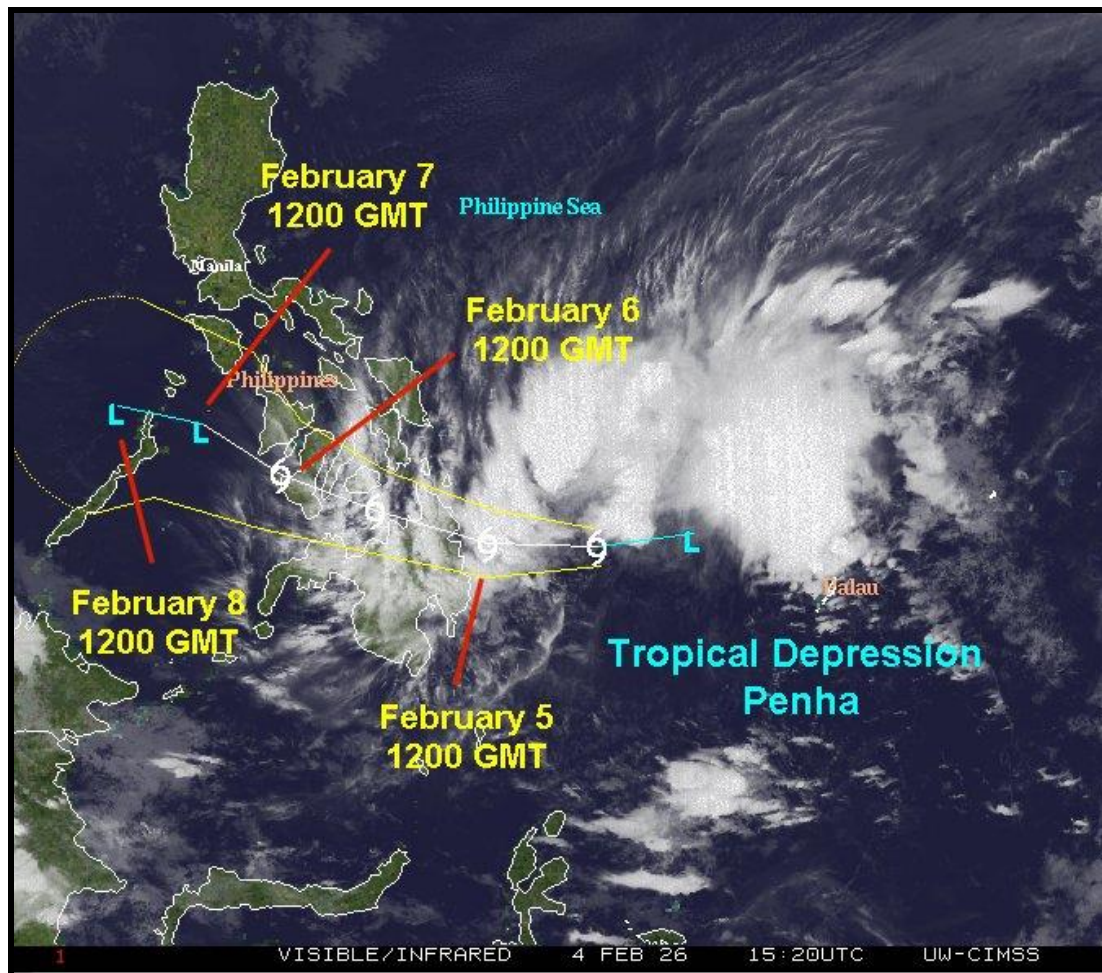 February 7
1200 GMT
Philippine Sea
Manila
February 6
1200 GMT
Philippines
L
L
L
Palau
February 8
1200 GMT
Tropical Depression
Penha
February 5
1200 GMT
1 VISIBLE/INFRARED 4 FEB 26 15:20UTC UW-CIMSS